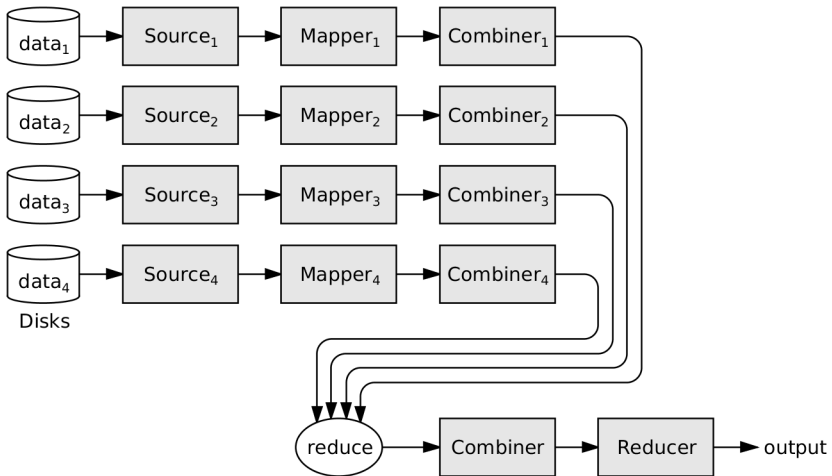 data₁ Source₁ Mapper₁ Combiner₁
data₂ Source₂ Mapper₂ Combiner₂
data₃ Source₃ Mapper₃ Combiner₃
data₄ Source₄ Mapper₄ Combiner₄
Disks
reduce Combiner Reducer output